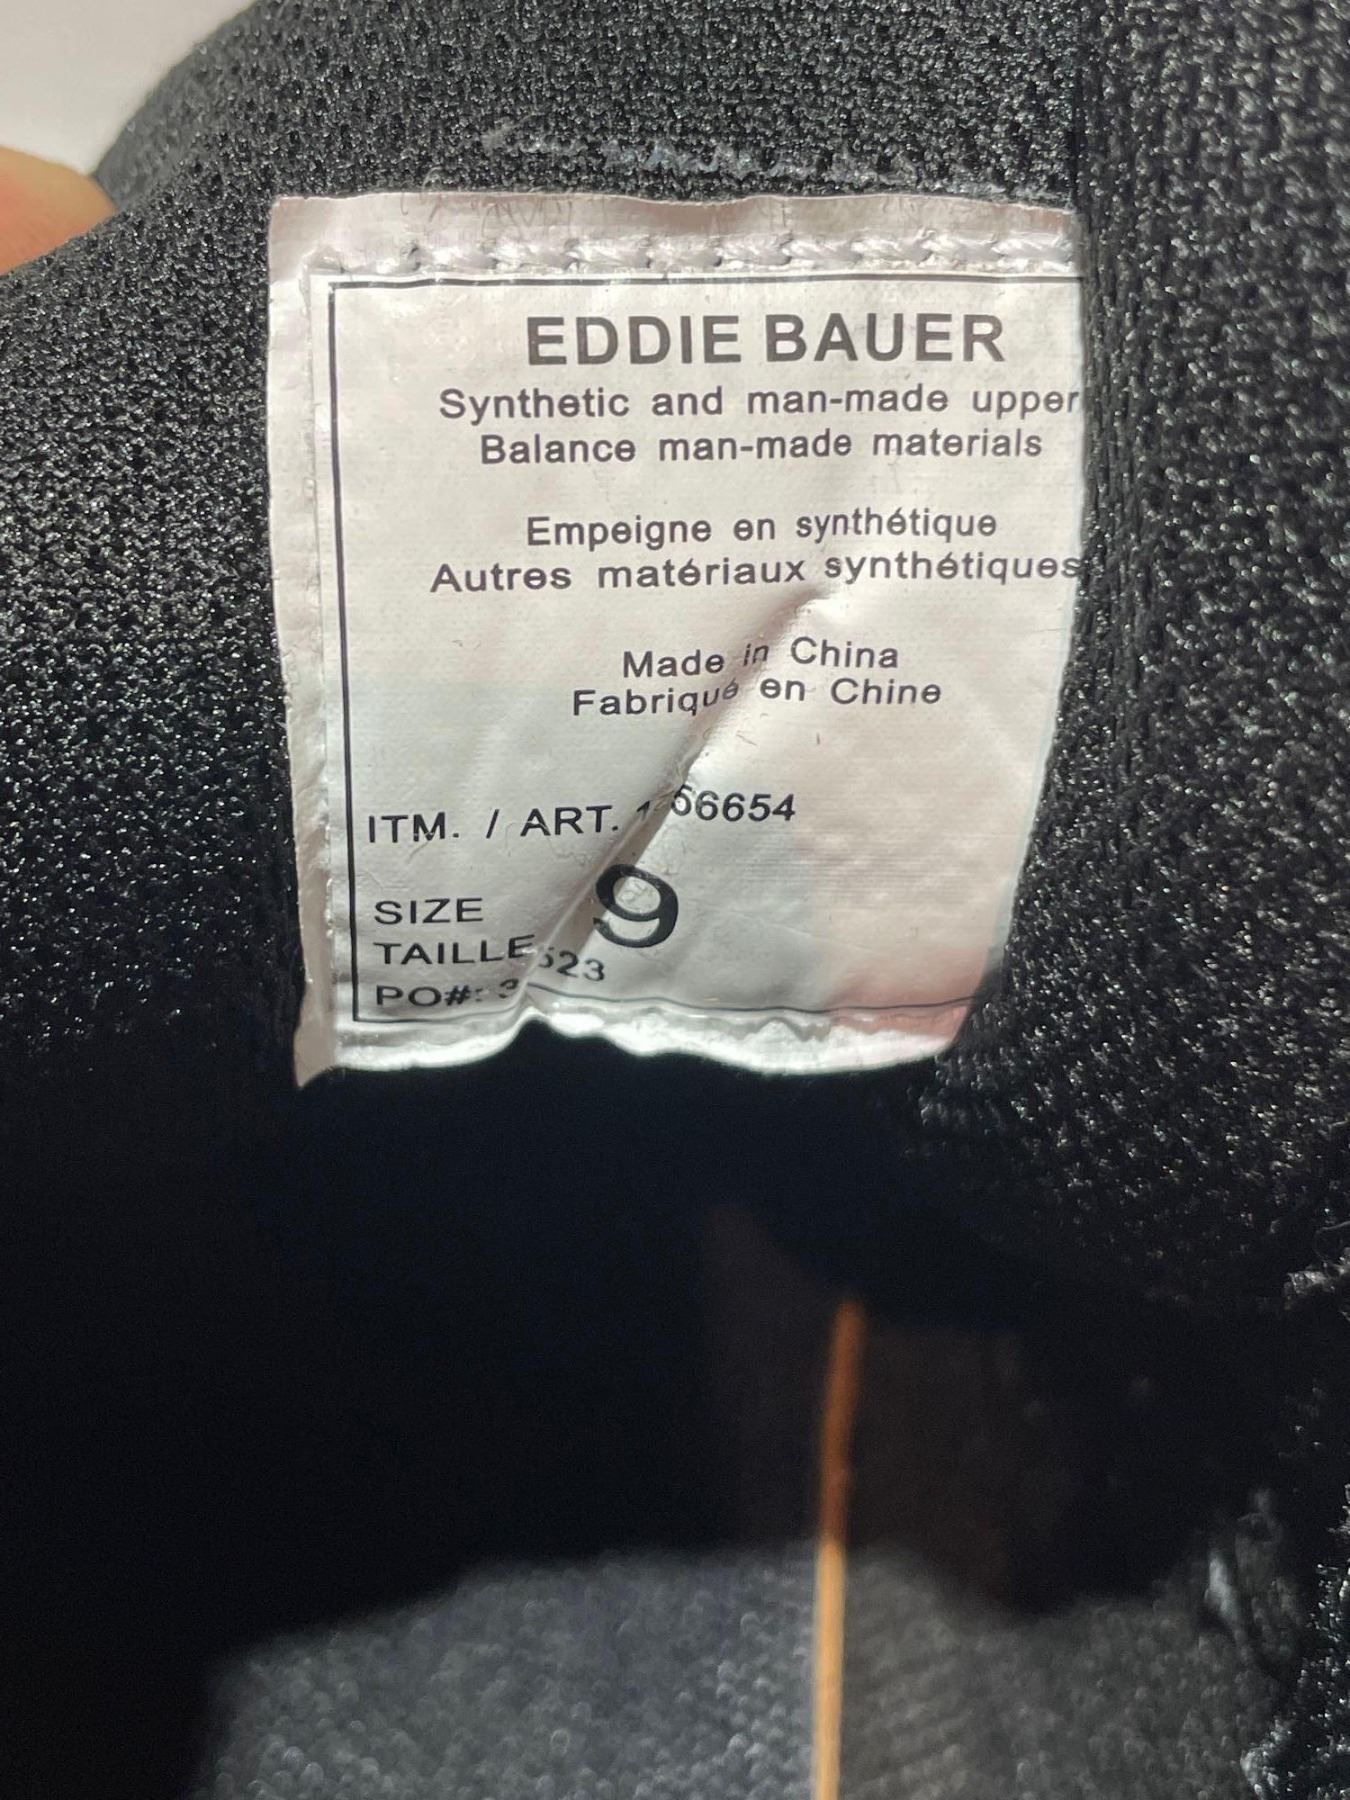 EDDIE BAUER
Synthetic and man-made upper
Balance man-made materials
Empeigne en synthétique
Autres matériaux synthétiques
Made in China
Fabriqué en Chine
ITM. / ART.
SIZE 9
TAILLE
PO#: